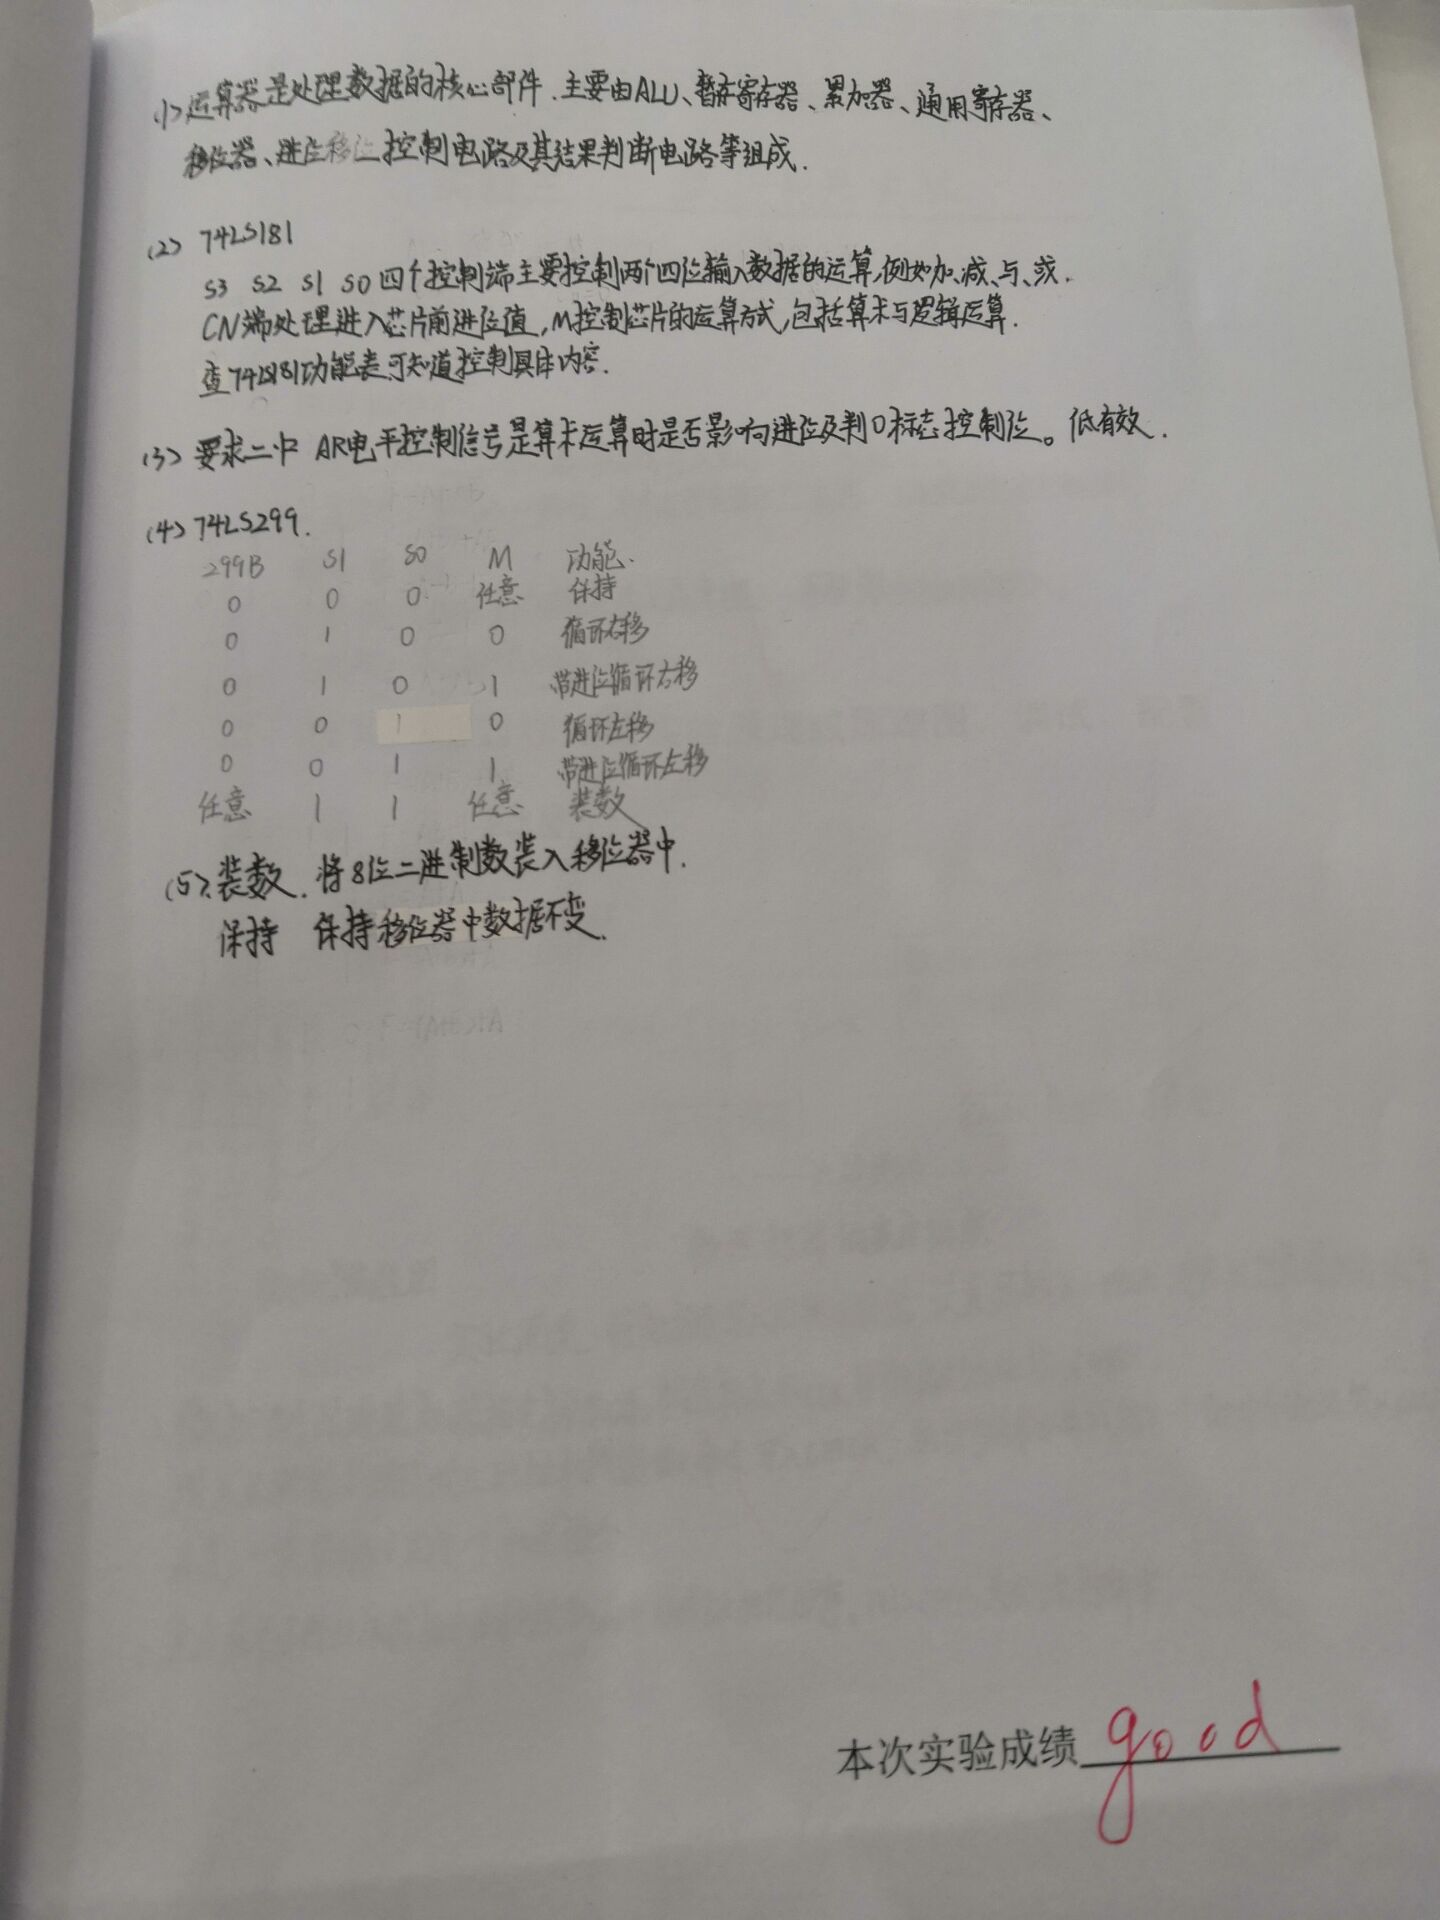 (1) 运算器是处理数据的核心部件.主要由ALU、暂存寄存器、累加器、通用寄存器、
移位器、进位移位控制电路及其结果判断电路等组成.
(2) 74LS181
S3 S2 S1 S0 四个控制端主要控制两个四位输入数据的运算,例如加、减、与、或.
CN端处理进入芯片前进位值,M控制芯片的运算方式,包括算术与逻辑运算.
查74LS181功能表可知道控制具体内容.
(3) 要求二中 AR电平控制信号是算术运算时是否影响进位及判0标志控制位。低有效.
(4) 74LS299.
299B S1 S0 M 功能.
0 0 0 任意 保持
0 1 0 0 循环右移
0 1 0 1 带进位循环右移
0 0 1 0 循环左移
0 0 1 1 带进位循环左移
任意 1 1 任意 装数
(5).装数.将8位二进制数装入移位器中.
保持 保持移位器中数据不变.
本次实验成绩 good